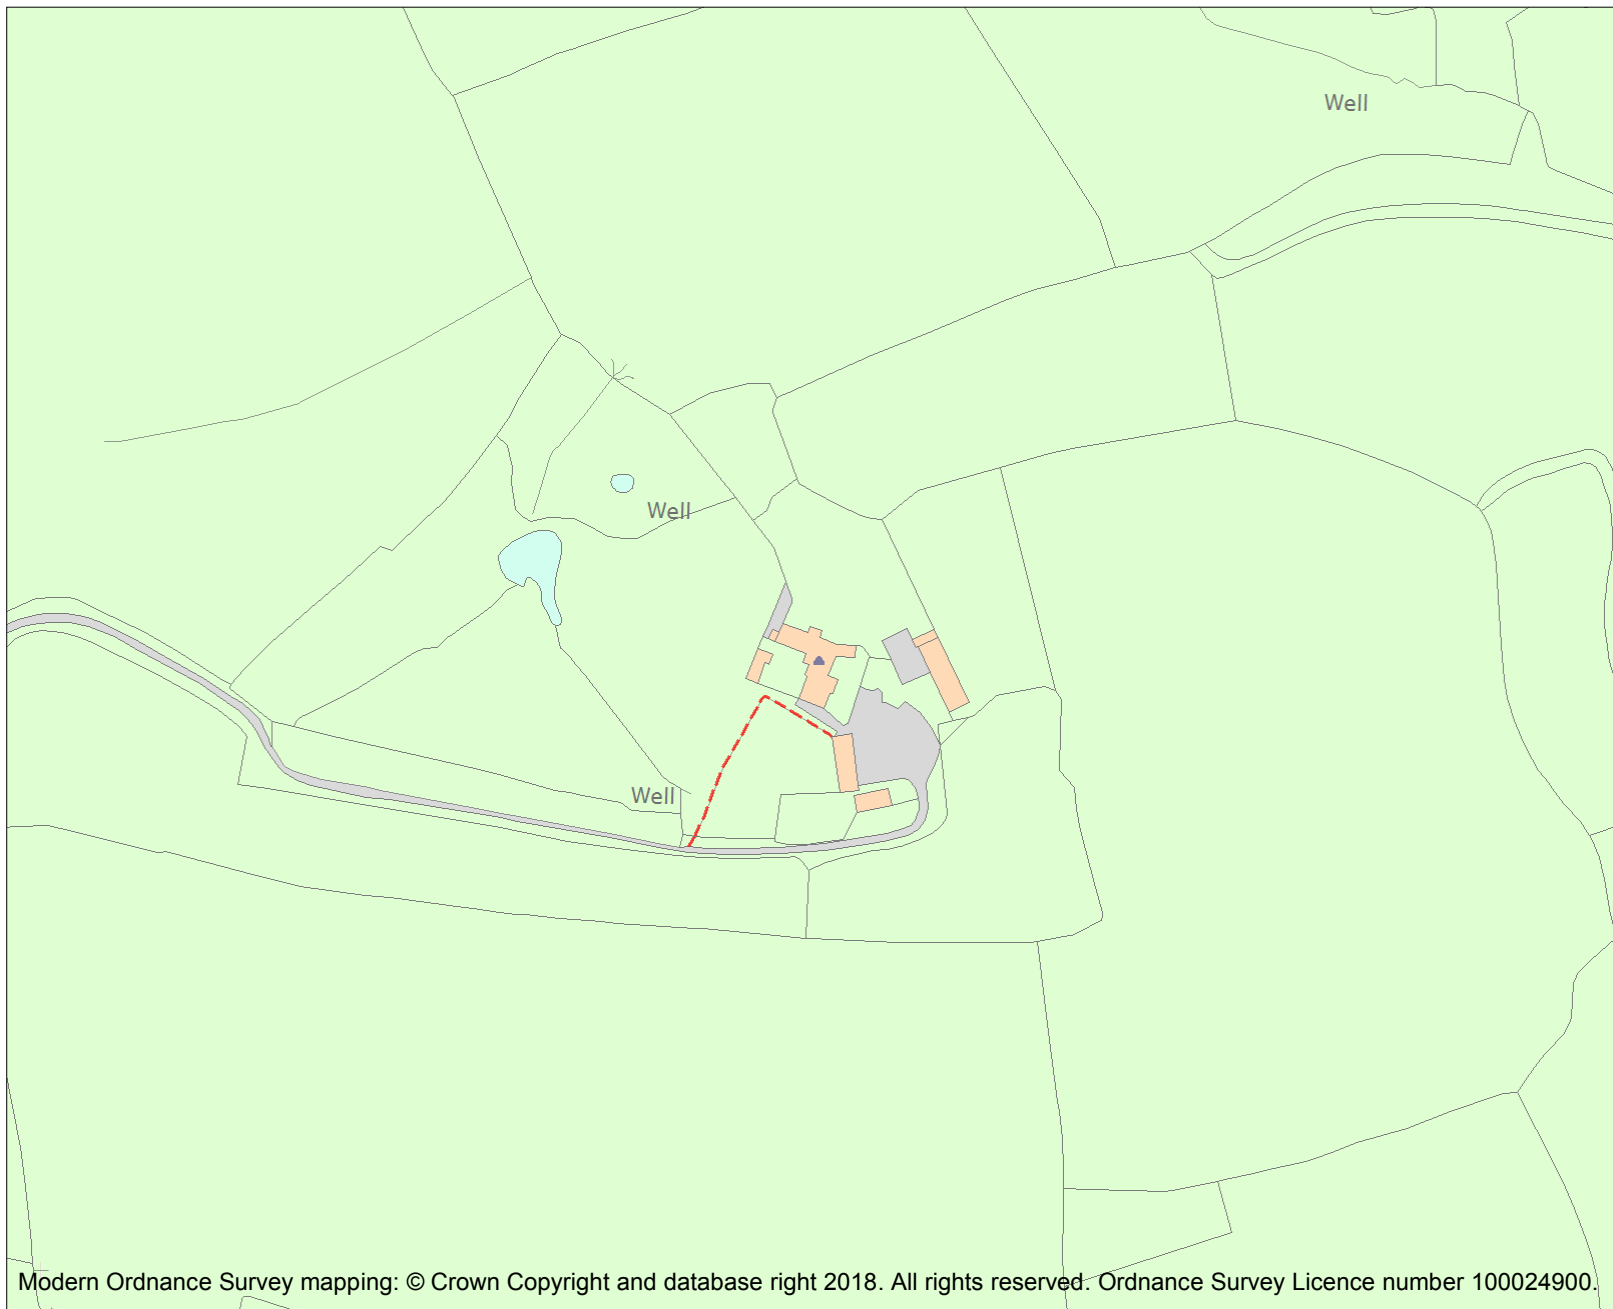 Well
Well
Well
Modern Ordnance Survey mapping: © Crown Copyright and database right 2018. All rights reserved. Ordnance Survey Licence number 100024900.